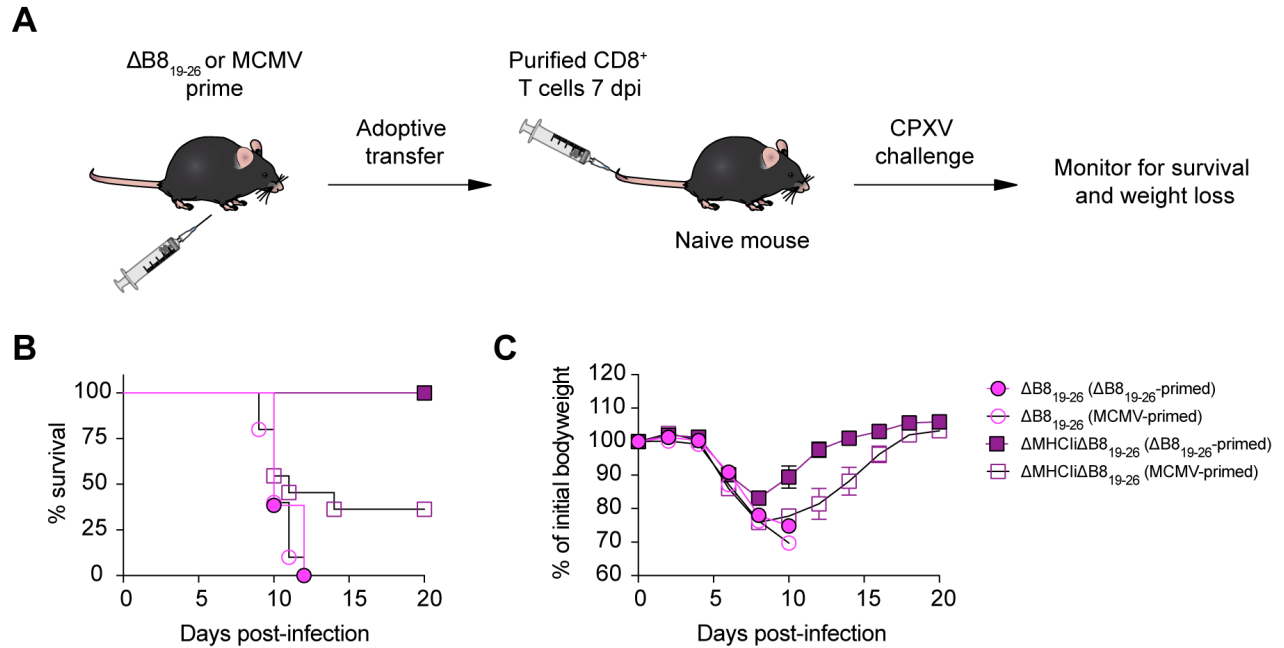 A
ΔB8₁₉₋₂₆ or MCMV
prime
Adoptive
transfer
Purified CD8⁺
T cells 7 dpi
Naive mouse
CPXV
challenge
Monitor for survival
and weight loss
B
% survival
100
75
50
25
0
0 5 10 15 20
Days post-infection
C
% of initial bodyweight
120
110
100
90
80
70
60
0 5 10 15 20
Days post-infection
ΔB8₁₉₋₂₆ (ΔB8₁₉₋₂₆-primed)
ΔB8₁₉₋₂₆ (MCMV-primed)
ΔMHCIiΔB8₁₉₋₂₆ (ΔB8₁₉₋₂₆-primed)
ΔMHCIiΔB8₁₉₋₂₆ (MCMV-primed)